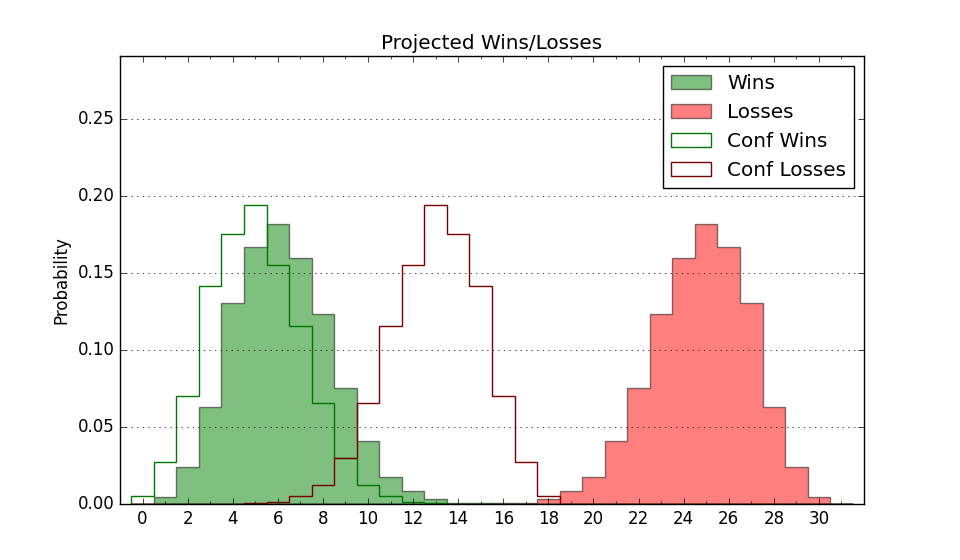 Projected Wins/Losses
Wins
Losses
Conf Wins
Conf Losses
Probability
0.25
0.20
0.15
0.10
0.05
0.00
0 2 4 6 8 10 12 14 16 18 20 22 24 26 28 30